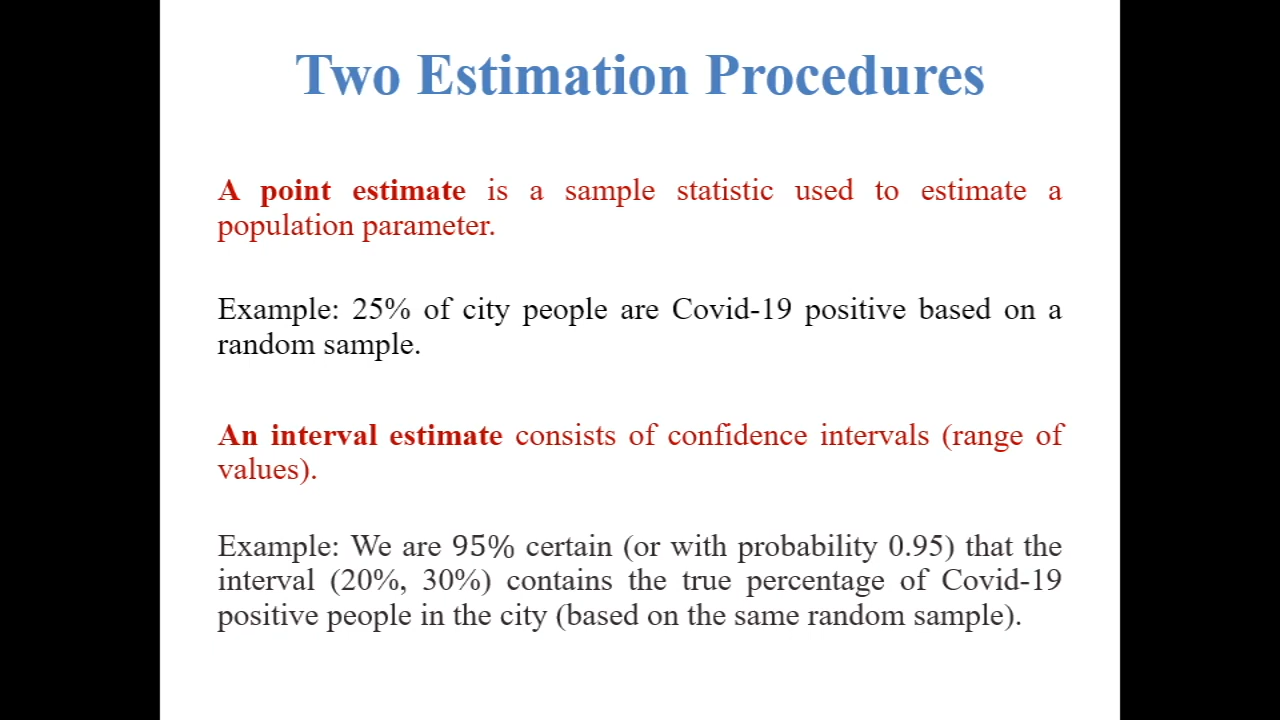 Two Estimation Procedures
A point estimate is a sample statistic used to estimate a
population parameter.
Example: 25% of city people are Covid-19 positive based on a
random sample.
An interval estimate consists of confidence intervals (range of
values).
Example: We are 95% certain (or with probability 0.95) that the
interval (20%, 30%) contains the true percentage of Covid-19
positive people in the city (based on the same random sample).